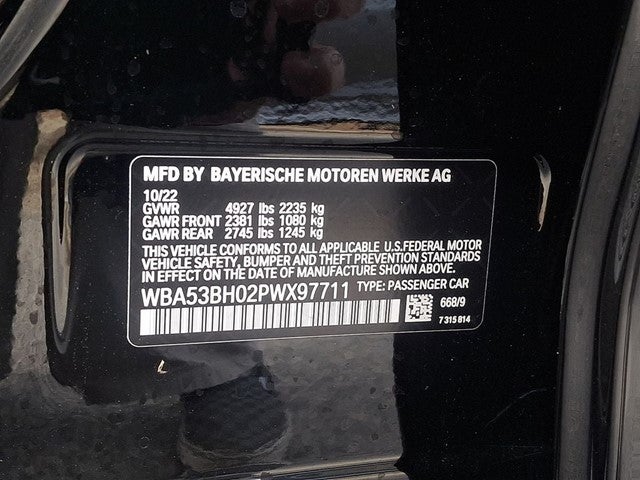 MFD BY BAYERISCHE MOTOREN WERKE AG
10/22
GVWR 4927 lbs 2235 kg
GAWR FRONT 2381 lbs 1080 kg
GAWR REAR 2745 lbs 1245 kg
THIS VEHICLE CONFORMS TO ALL APPLICABLE U.S.FEDERAL MOTOR
VEHICLE SAFETY, BUMPER AND THEFT PREVENTION STANDARDS
IN EFFECT ON THE DATE OF MANUFACTURE SHOWN ABOVE.
WBA53BH02PWX97711 TYPE: PASSENGER CAR
668/9
7 315 814